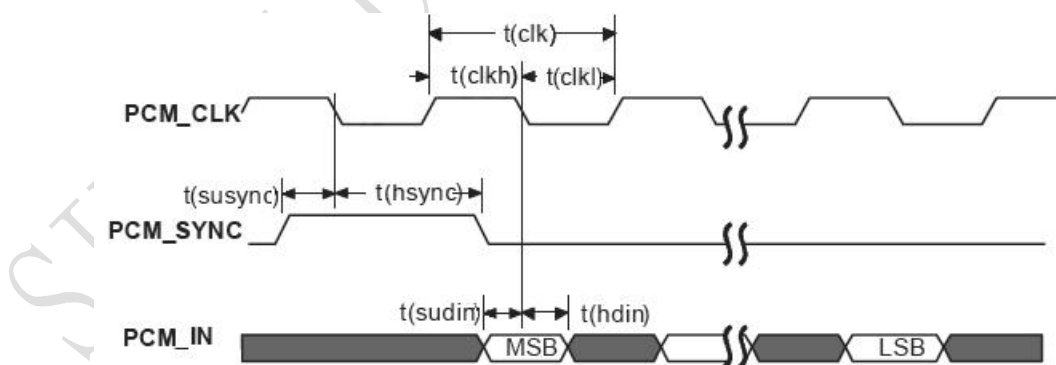 t(clk)
t(clkh) t(clkl)
PCM_CLK
t(susync) t(hsync)
PCM_SYNC
t(sudin) t(hdin)
PCM_IN MSB LSB